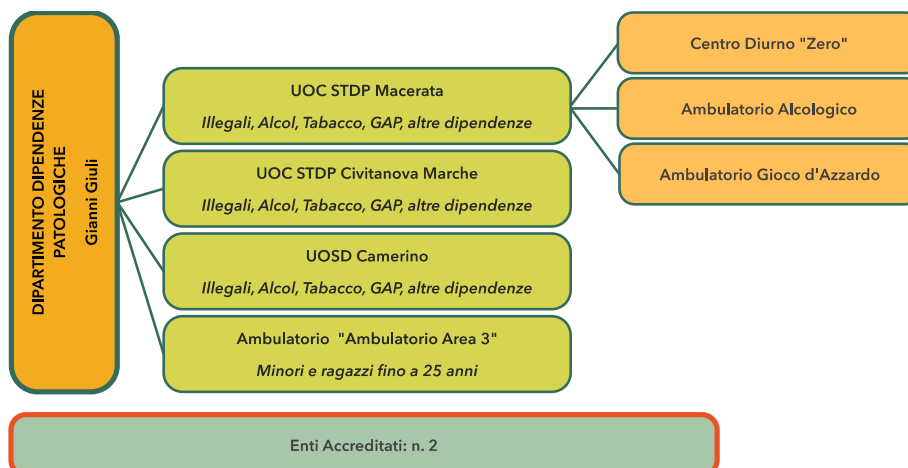 DIPARTIMENTO DIPENDENZE
PATOLOGICHE
Gianni Giuli
UOC STDP Macerata
Illegali, Alcol, Tabacco, GAP, altre dipendenze
UOC STDP Civitanova Marche
Illegali, Alcol, Tabacco, GAP, altre dipendenze
UOSD Camerino
Illegali, Alcol, Tabacco, GAP, altre dipendenze
Ambulatorio "Ambulatorio Area 3"
Minori e ragazzi fino a 25 anni
Centro Diurno "Zero"
Ambulatorio Alcologico
Ambulatorio Gioco d'Azzardo
Enti Accreditati: n. 2